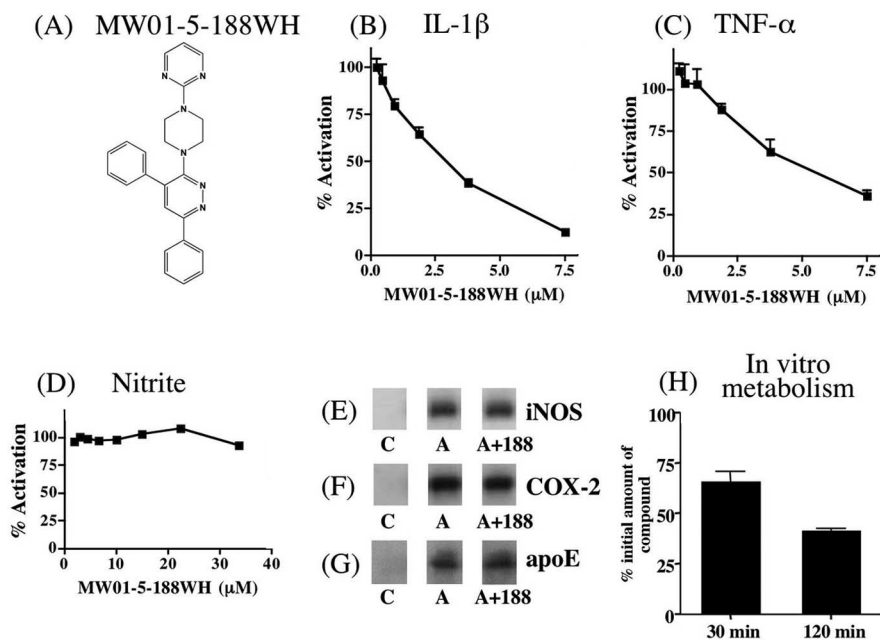 (A) MW01-5-188WH
N N
N
N
N
N
(B) IL-1β
% Activation
100
75
50
25
0
0.0 2.5 5.0 7.5
MW01-5-188WH (μM)
(C) TNF-α
% Activation
100
75
50
25
0
0.0 2.5 5.0 7.5
MW01-5-188WH (μM)
(D) Nitrite
% Activation
125
100
75
50
25
0
0 10 20 30 40
MW01-5-188WH (μM)
(E) iNOS
C A A+188
(F) COX-2
C A A+188
(G) apoE
C A A+188
(H) In vitro
metabolism
% initial amount of
compound
100
75
50
25
0
30 min 120 min